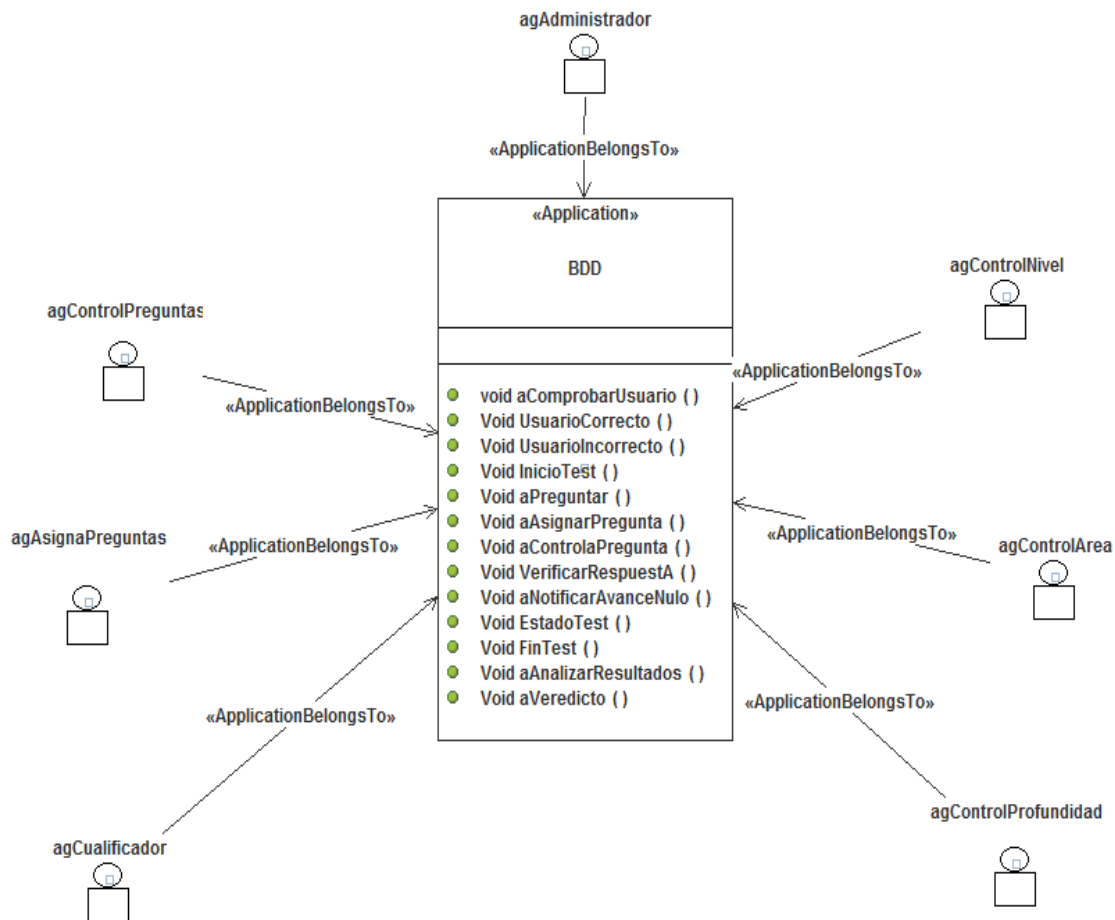 agAdministrador
«ApplicationBelongsTo»
«Application»
BDD
agControlNivel
agControlPreguntas
«ApplicationBelongsTo»
«ApplicationBelongsTo»
void aComprobarUsuario ( )
Void UsuarioCorrecto ( )
Void UsuarioIncorrecto ( )
Void InicioTest ( )
Void aPreguntar ( )
Void aAsignarPregunta ( )
Void aControlaPregunta ( )
Void VerificarRespuestA ( )
Void aNotificarAvanceNulo ( )
Void EstadoTest ( )
Void FinTest ( )
Void aAnalizarResultados ( )
Void aVeredicto ( )
agAsignaPreguntas
«ApplicationBelongsTo»
«ApplicationBelongsTo»
agControlArea
«ApplicationBelongsTo»
«ApplicationBelongsTo»
agControlProfundidad
agCualificador